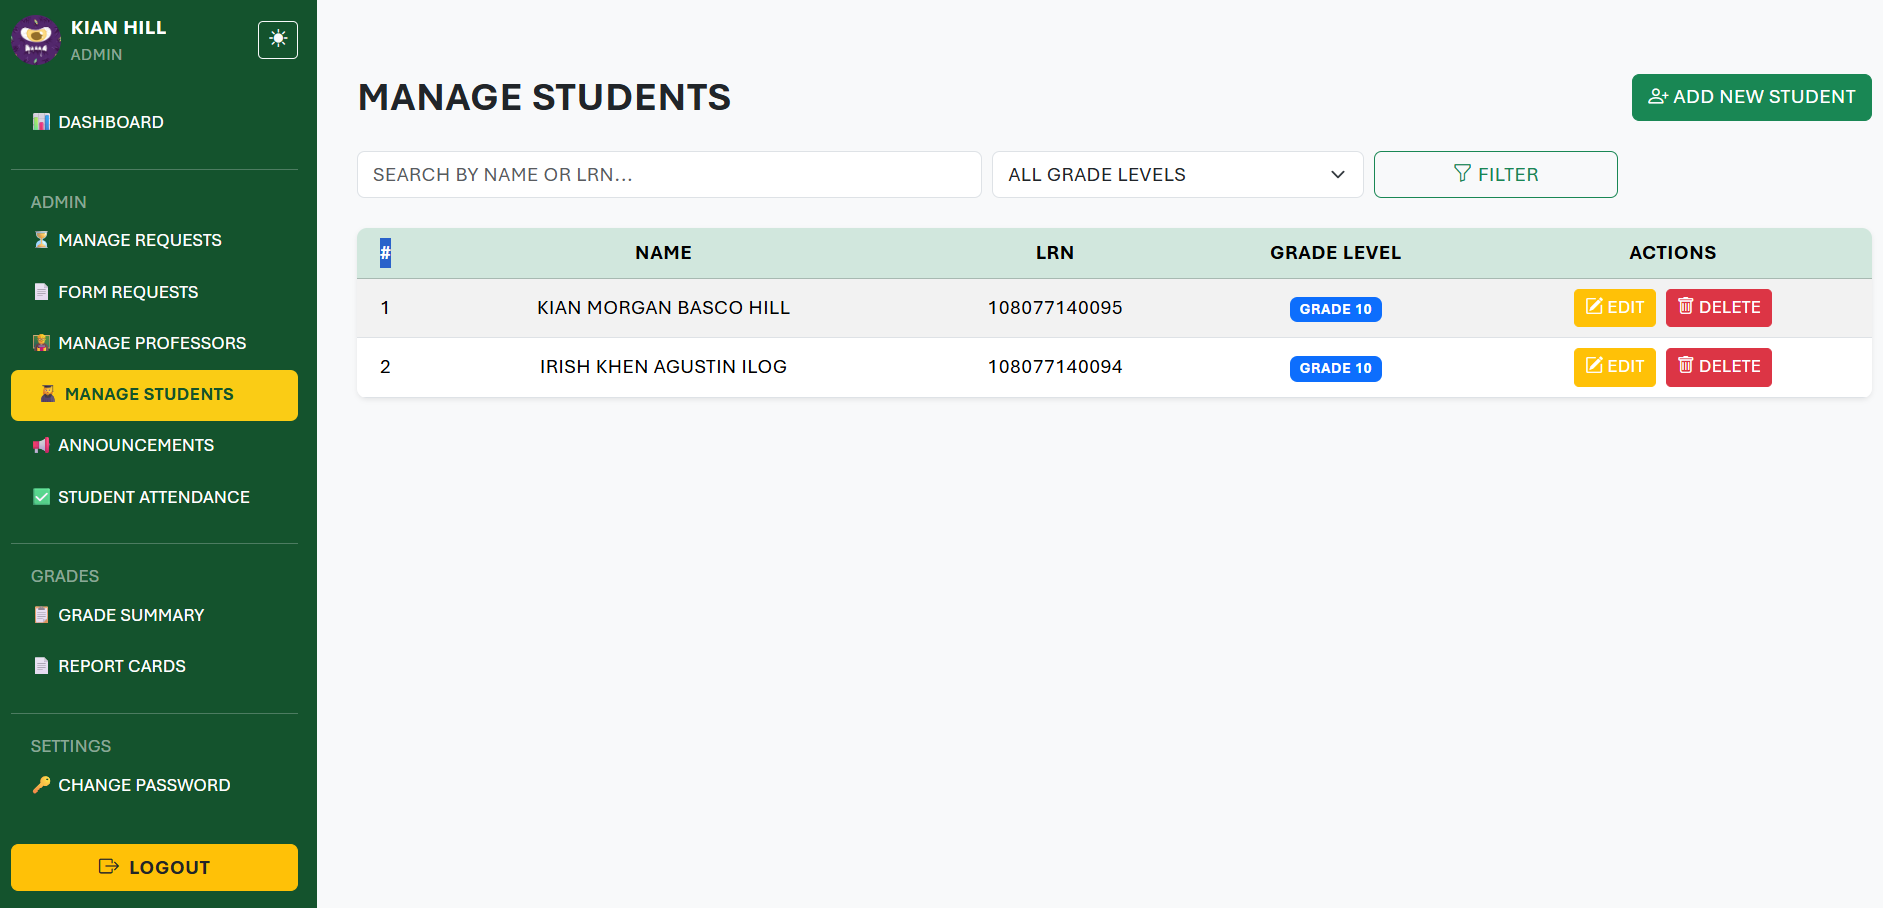 KIAN HILL
ADMIN
DASHBOARD
ADMIN
MANAGE REQUESTS
FORM REQUESTS
MANAGE PROFESSORS
MANAGE STUDENTS
ANNOUNCEMENTS
STUDENT ATTENDANCE
GRADES
GRADE SUMMARY
REPORT CARDS
SETTINGS
CHANGE PASSWORD
LOGOUT
MANAGE STUDENTS
ADD NEW STUDENT
SEARCH BY NAME OR LRN...
ALL GRADE LEVELS
FILTER
# NAME LRN GRADE LEVEL ACTIONS
1 KIAN MORGAN BASCO HILL 108077140095 GRADE 10 EDIT DELETE
2 IRISH KHEN AGUSTIN ILOG 108077140094 GRADE 10 EDIT DELETE